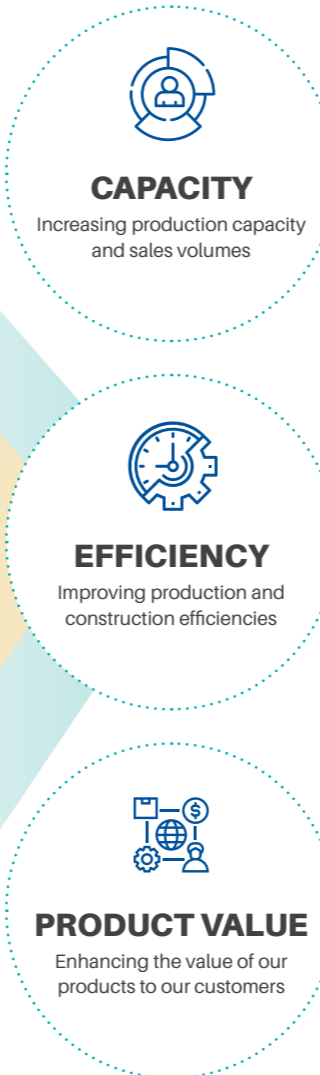 CAPACITY
Increasing production capacity
and sales volumes
$
EFFICIENCY
Improving production and
construction efficiencies
$
PRODUCT VALUE
Enhancing the value of our
products to our customers